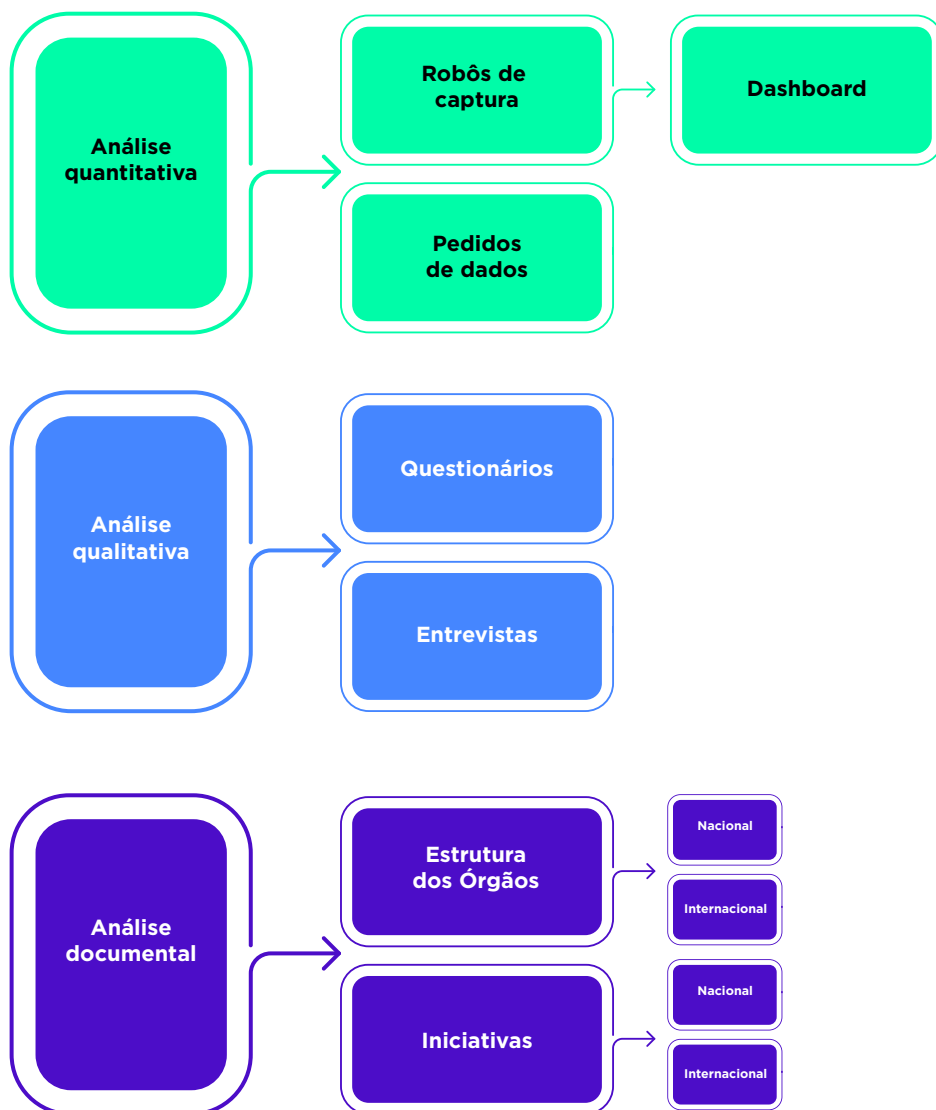 Análise
quantitativa
Robôs de
captura
Dashboard
Pedidos
de dados
Análise
qualitativa
Questionários
Entrevistas
Análise
documental
Estrutura
dos Órgãos
Nacional
Internacional
Iniciativas
Nacional
Internacional